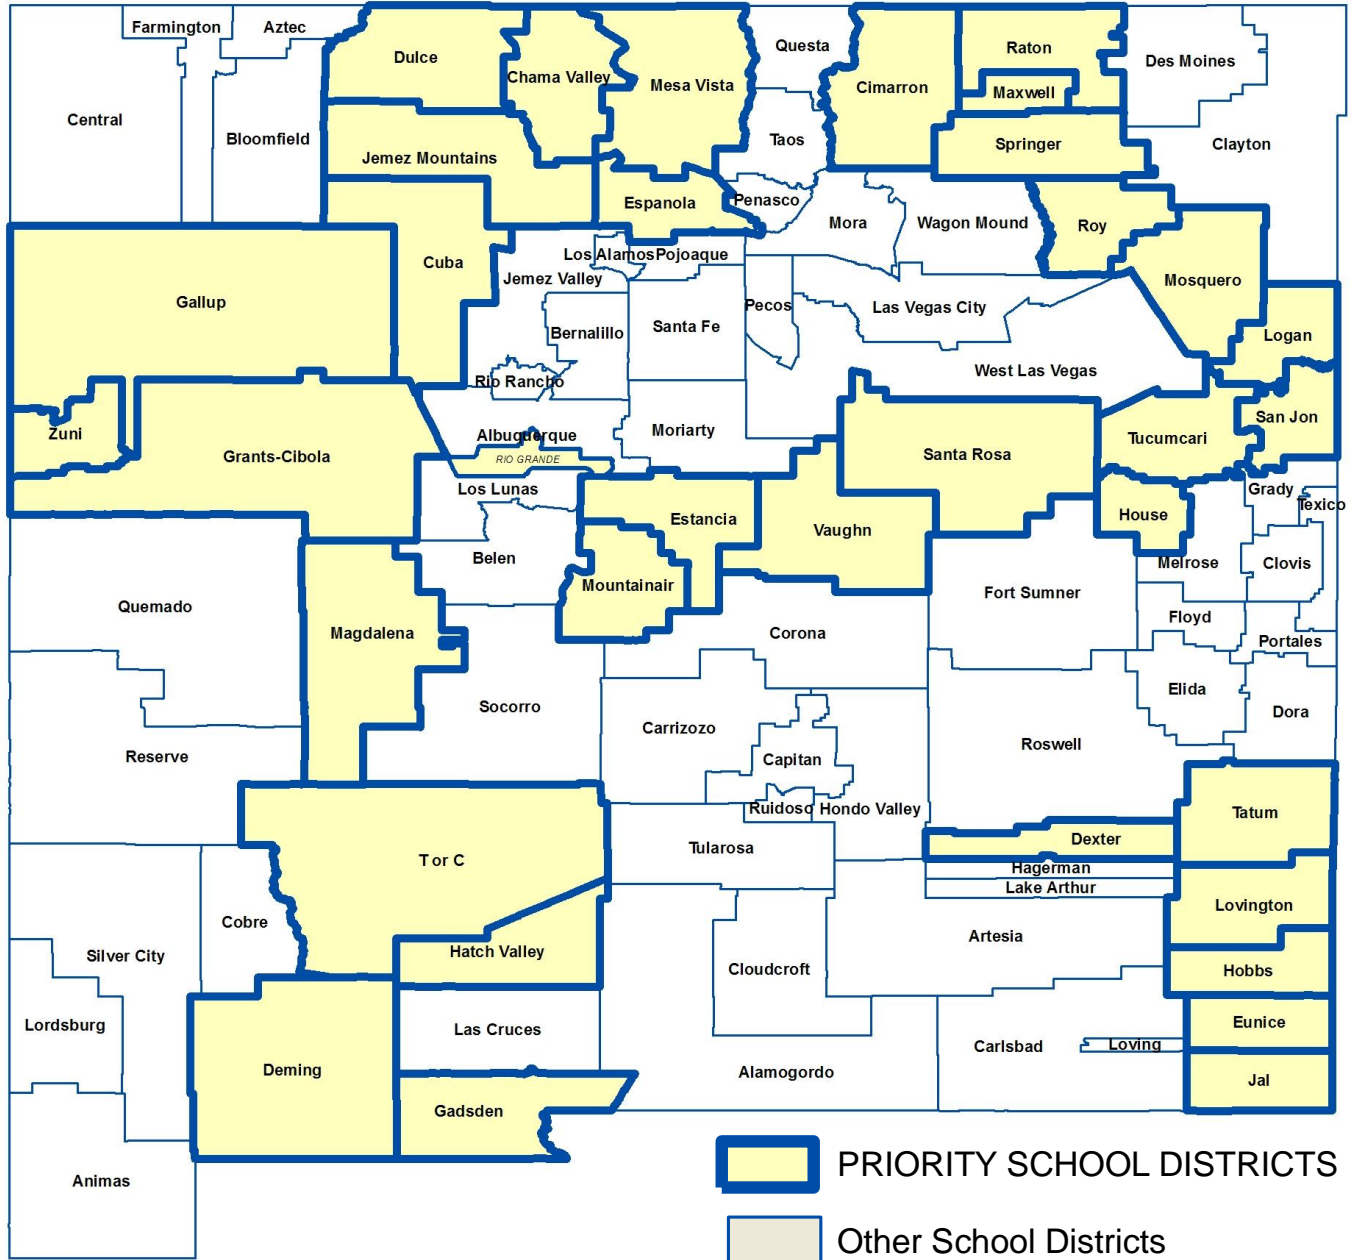 Farmington
Aztec
Dulce
Chama Valley
Mesa Vista
Questa
Cimarron
Raton
Maxwell
Des Moines
Central
Bloomfield
Jemez Mountains
Taos
Springer
Clayton
Espanola
Penasco
Mora
Wagon Mound
Roy
Gallup
Cuba
Los Alamos
Pojoaque
Jemez Valley
Mosquero
Bernalillo
Santa Fe
Pecos
Las Vegas City
Logan
Rio Rancho
West Las Vegas
Zuni
Grants-Cibola
Albuquerque
RIO GRANDE
Moriarty
Santa Rosa
Tucumcari
San Jon
Los Lunas
Grady
Texico
Estancia
Vaughn
House
Belen
Mountainair
Melrose
Clovis
Quemado
Magdalena
Fort Sumner
Floyd
Corona
Portales
Socorro
Elida
Dora
Reserve
Carrizozo
Capitan
Roswell
Ruidoso
Hondo Valley
Tatum
T or C
Tularosa
Dexter
Hagerman
Lake Arthur
Lovington
Cobre
Silver City
Hatch Valley
Cloudcroft
Artesia
Hobbs
Lordsburg
Las Cruces
Carlsbad
Loving
Eunice
Deming
Alamogordo
Jal
Gadsden
Animas
PRIORITY SCHOOL DISTRICTS
Other School Districts